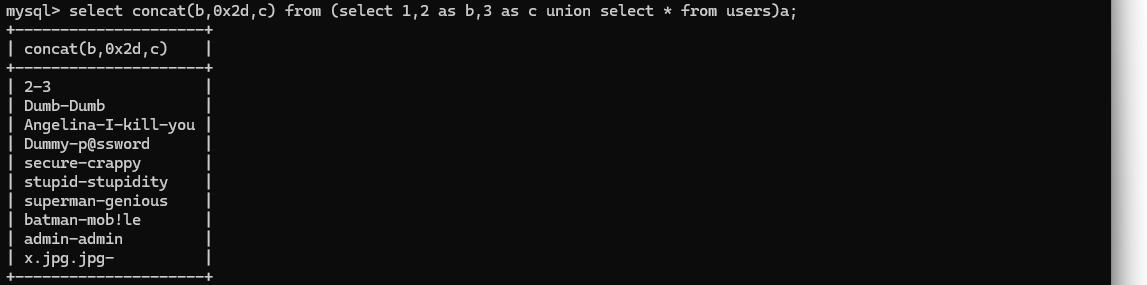 mysql> select concat(b,0x2d,c) from (select 1,2 as b,3 as c union select * from users)a;
+---------------------+
| concat(b,0x2d,c)    |
+---------------------+
| 2-3                 |
| Dumb-Dumb           |
| Angelina-I-kill-you |
| Dummy-p@ssword      |
| secure-crappy       |
| stupid-stupidity    |
| superman-genious    |
| batman-mob!le       |
| admin-admin         |
| x.jpg.jpg-          |
+---------------------+